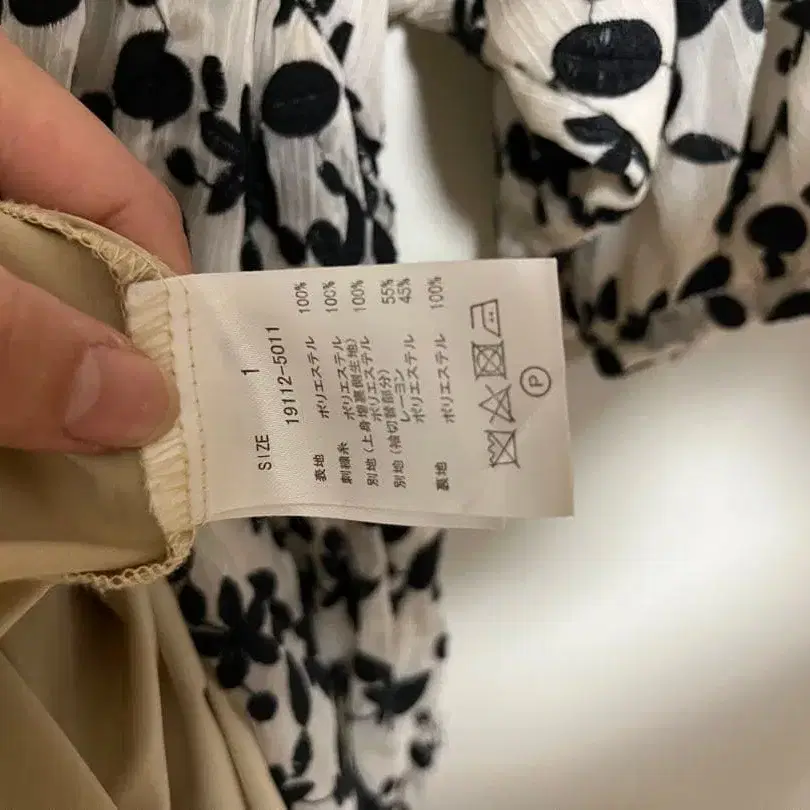 SIZE 1
19112-5011
表地 ポリエステル 100%
刺繍糸 ポリエステル 100%
別地(上身増裏側生地)
ポリエステル 100%
別地(袖切替部分)
レーヨン 55%
ポリエステル 45%
裏地 ポリエステル 100%
P